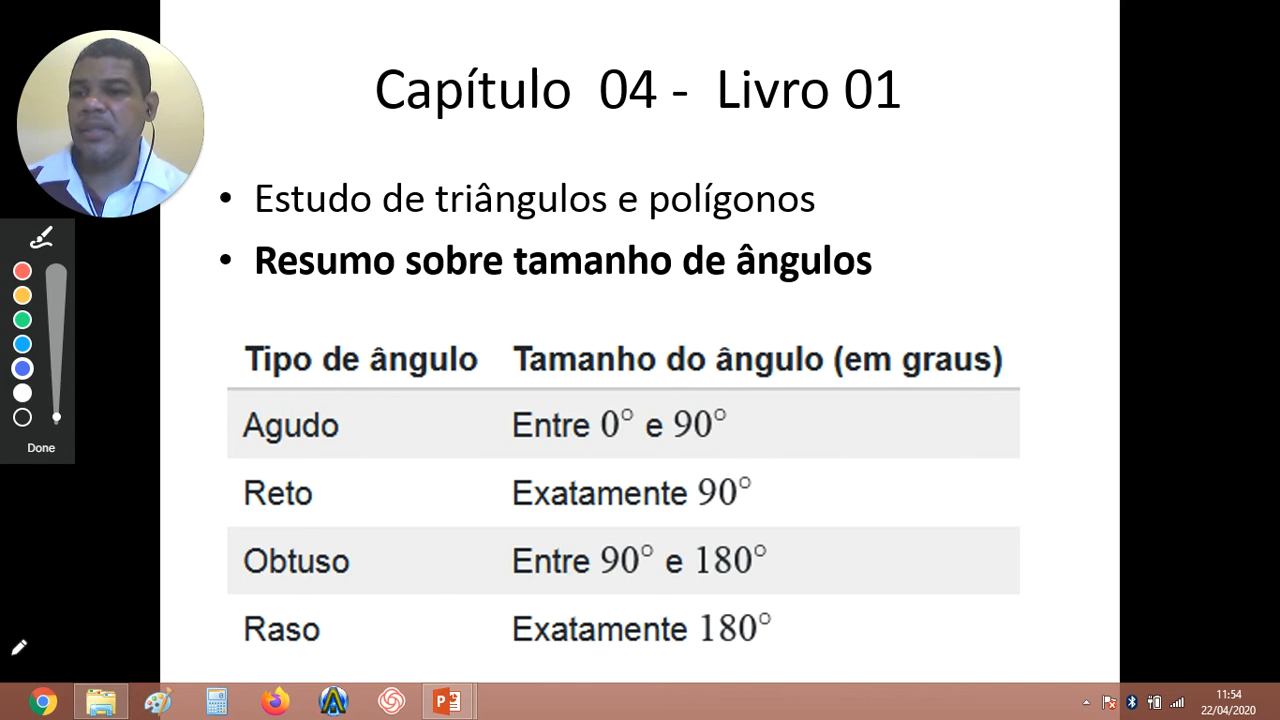 Capítulo 04 - Livro 01
• Estudo de triângulos e polígonos
• Resumo sobre tamanho de ângulos
Tipo de ângulo Tamanho do ângulo (em graus)
Agudo Entre 0° e 90°
Reto Exatamente 90°
Obtuso Entre 90° e 180°
Raso Exatamente 180°
Done
11:54
22/04/2020